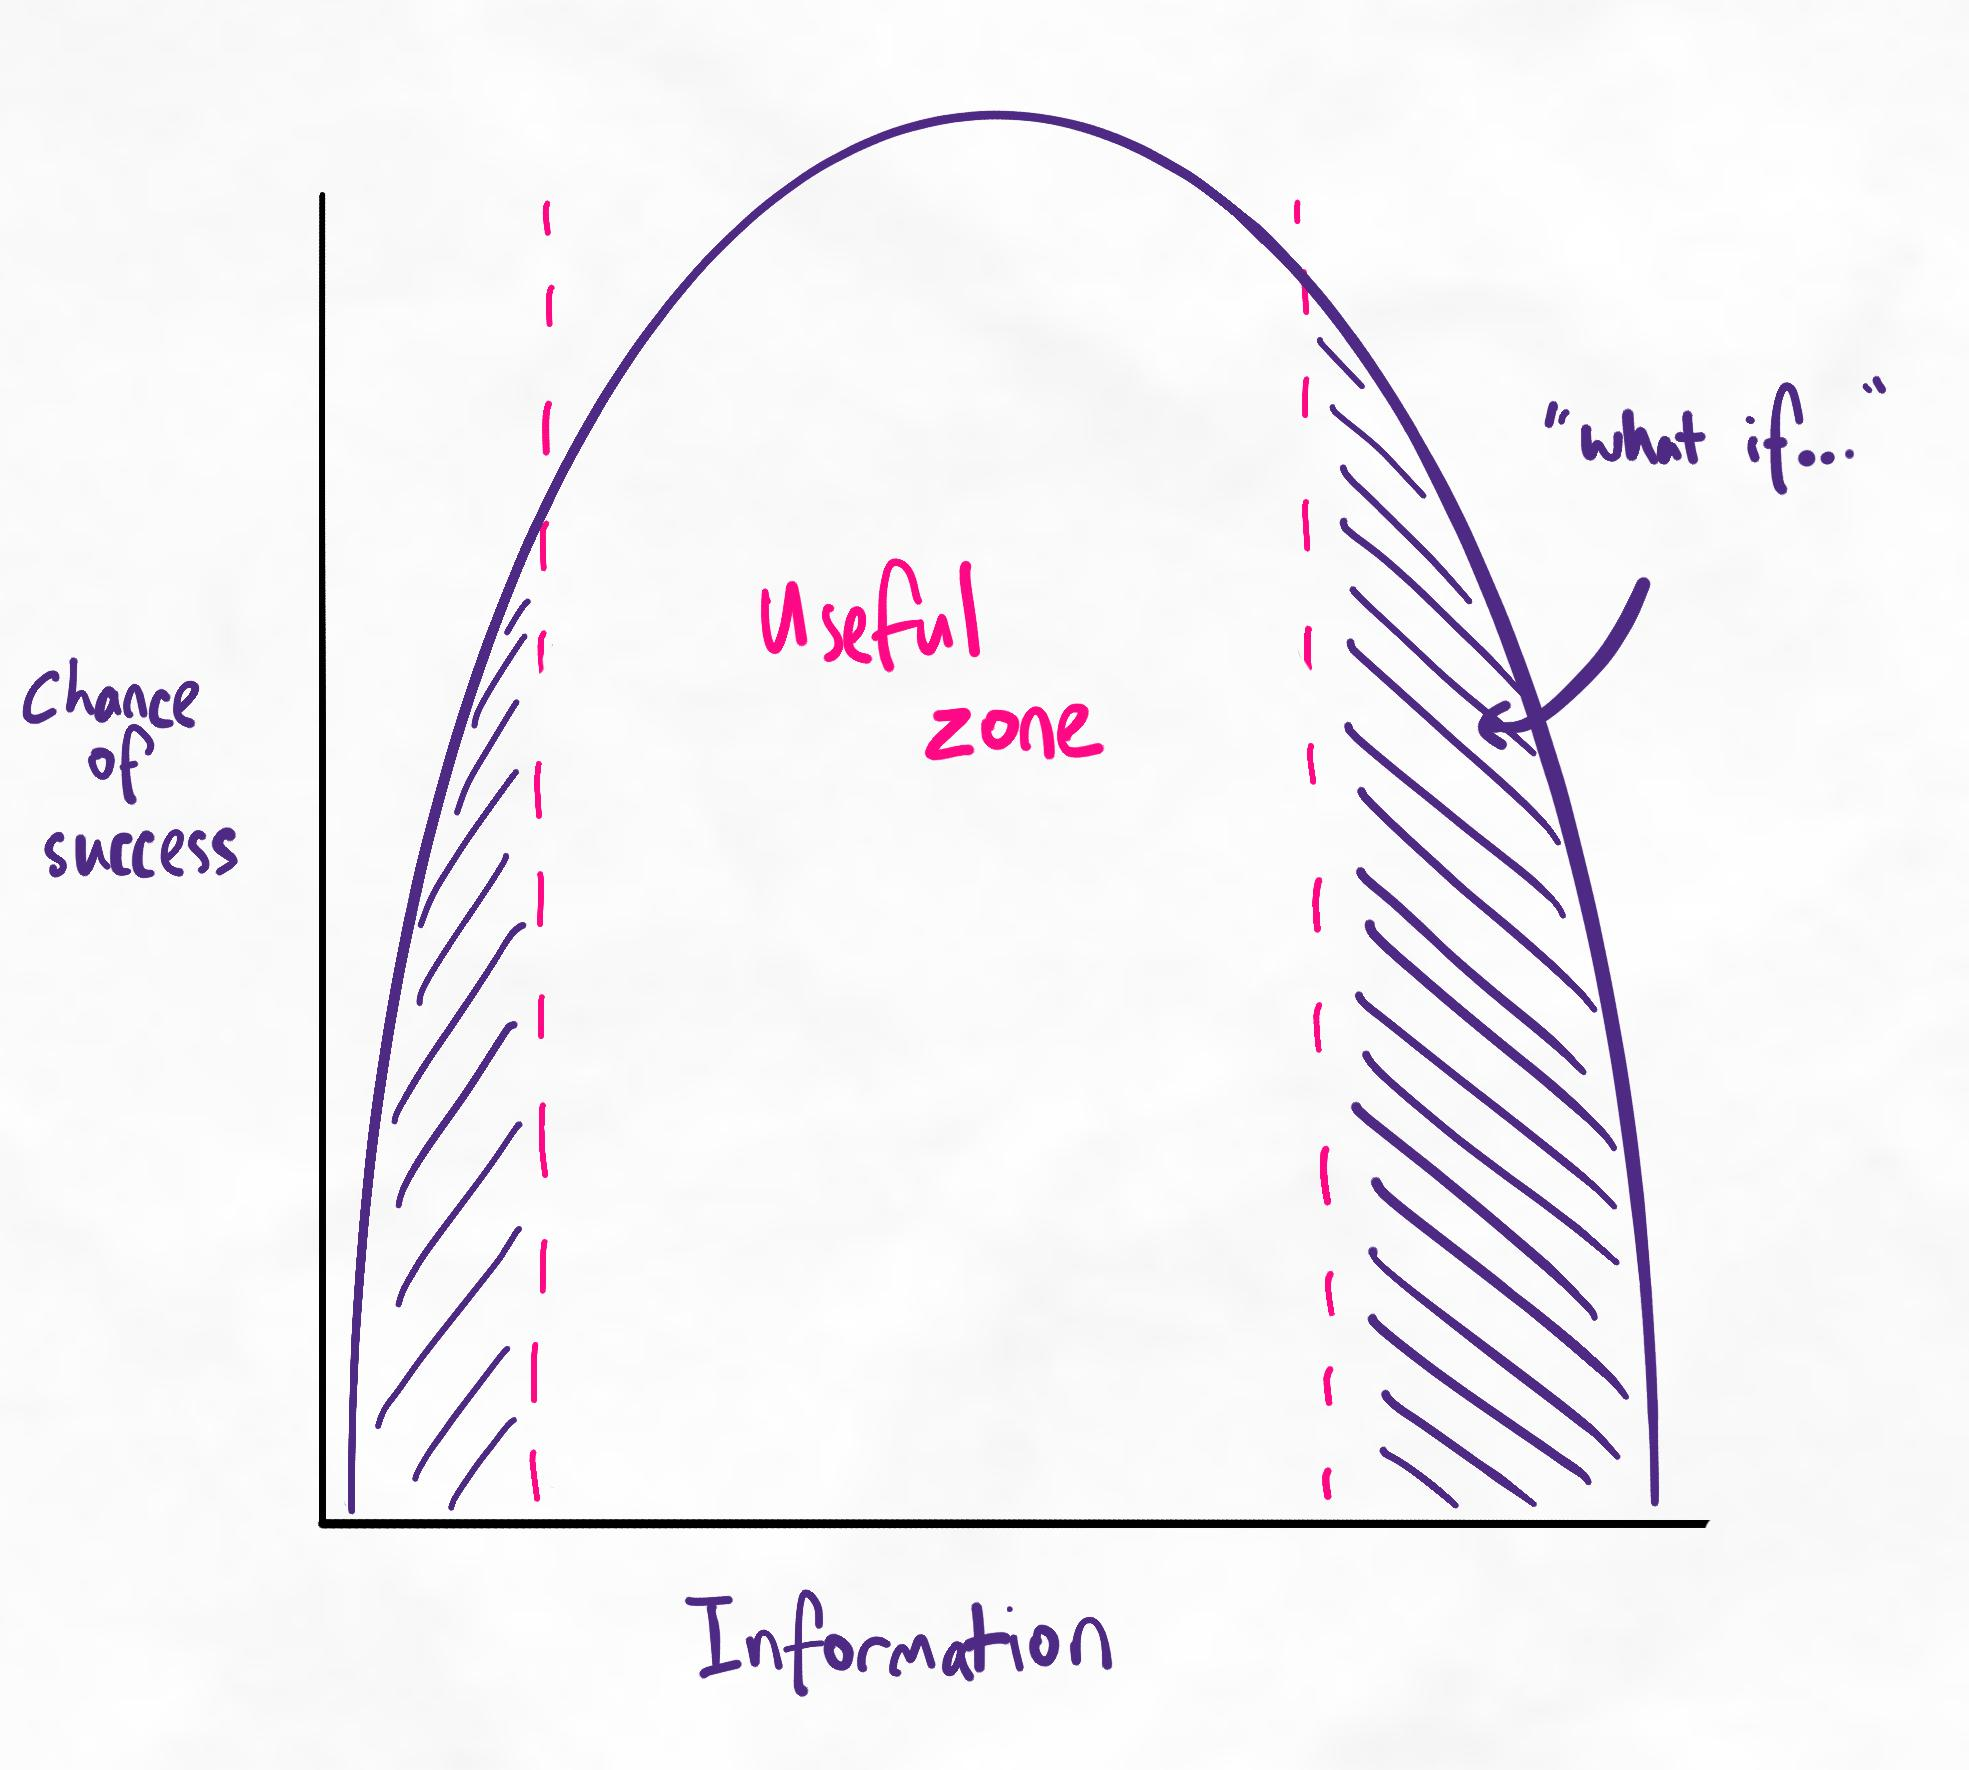 "what if..."
Useful
zone
Chance
of
success
Information